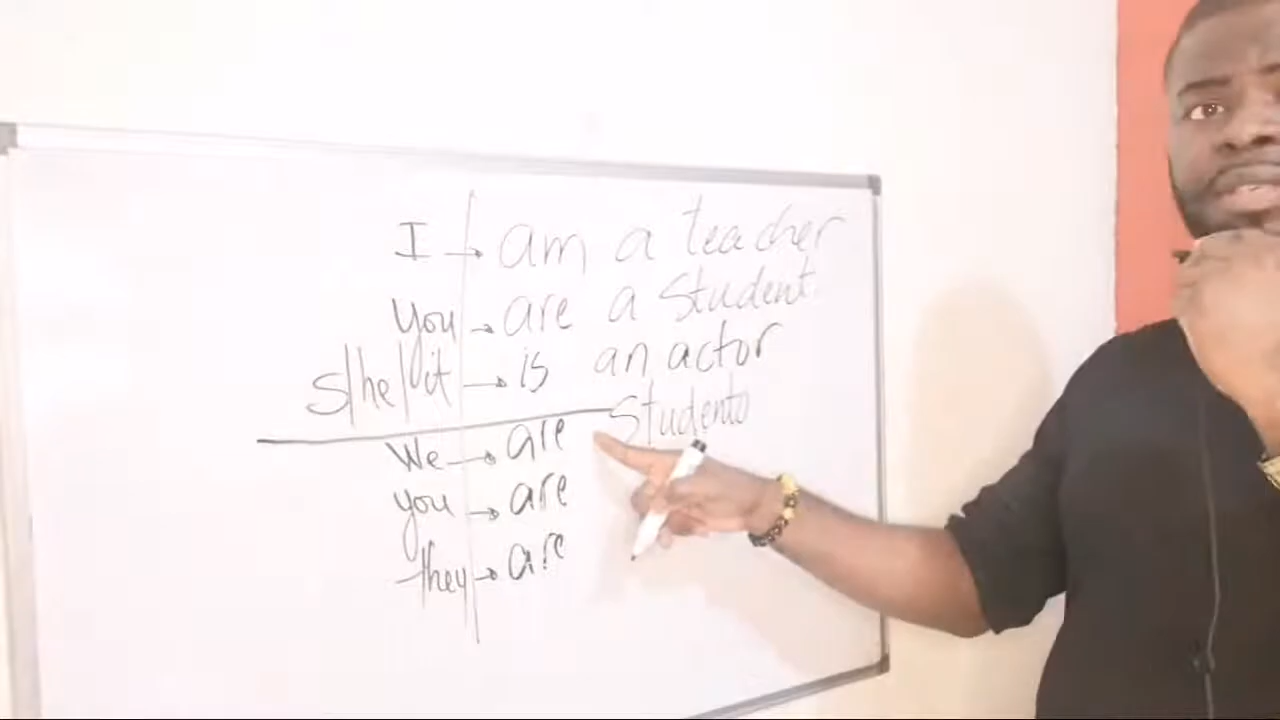 I → am a teacher
You → are a student.
S/he/it → is an actor
We → are students
you → are
they → are